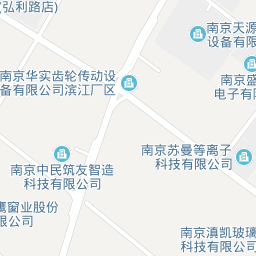 (弘利路店)
南京天源
设备有限公
南京华实齿轮传动设
备有限公司滨江厂区
南京盛
电子有限
南京苏曼等离子
科技有限公司
南京中民筑友智造
科技有限公司
鹰窗业股份
有限公司
南京滇凯玻璃
有限公司